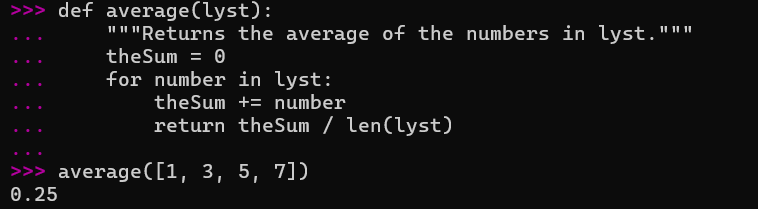 >>> def average(lyst):
...     """Returns the average of the numbers in lyst."""
...     theSum = 0
...     for number in lyst:
...         theSum += number
...         return theSum / len(lyst)
...
>>> average([1, 3, 5, 7])
0.25